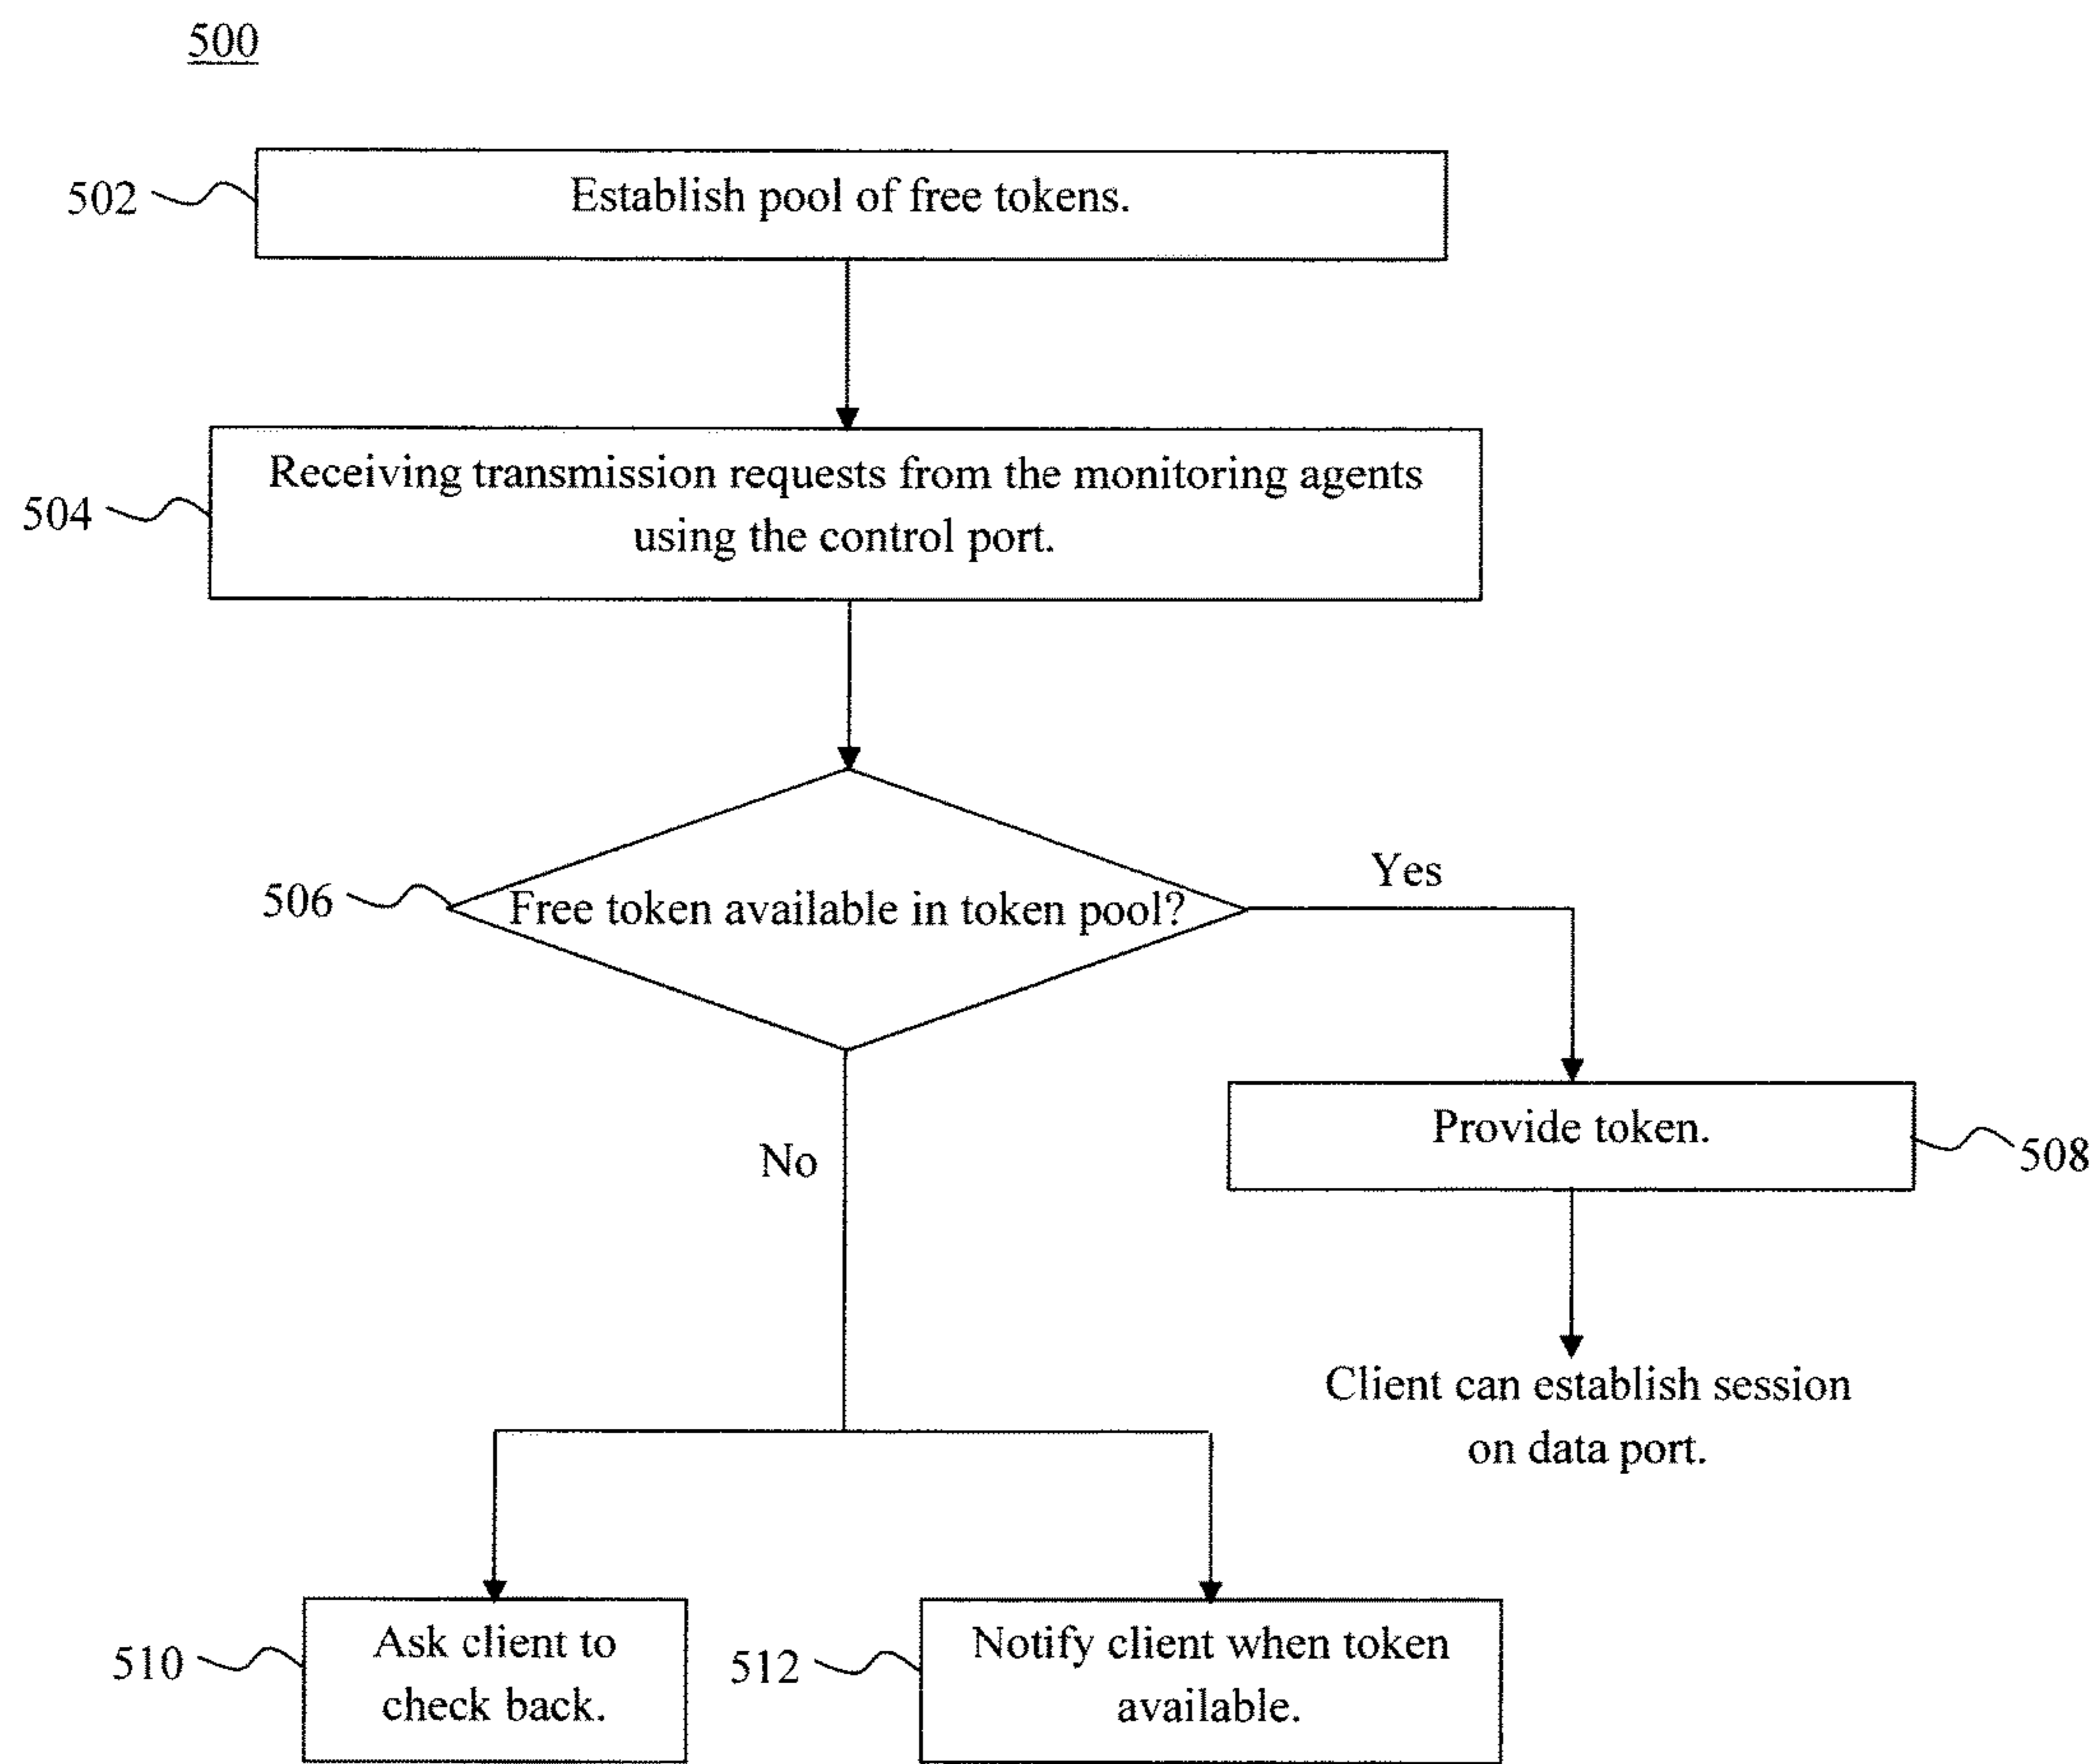 500
502
Establish pool of free tokens.
504
Receiving transmission requests from the monitoring agents
using the control port.
506
Free token available in token pool?
Yes
No
Provide token.
508
Client can establish session
on data port.
510
Ask client to
check back.
512
Notify client when token
available.